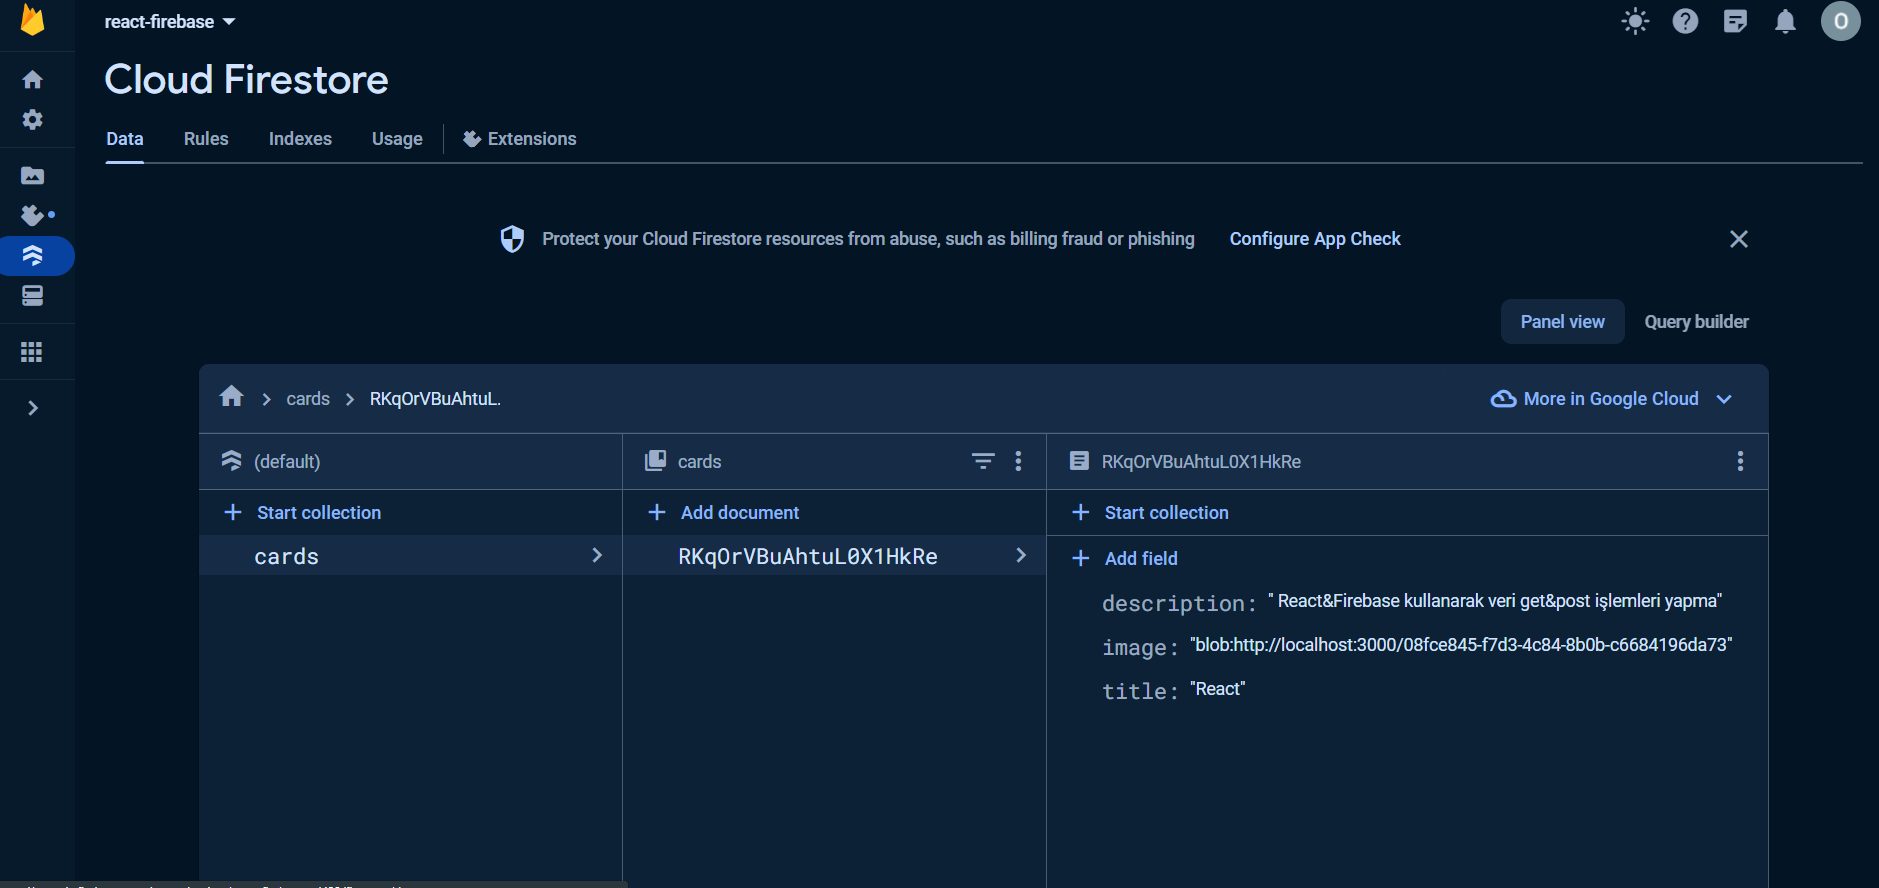 react-firebase
O
Cloud Firestore
Data Rules Indexes Usage Extensions
Protect your Cloud Firestore resources from abuse, such as billing fraud or phishing Configure App Check
Panel view Query builder
cards RKqOrVBuAhtuL.
More in Google Cloud
(default) cards RKqOrVBuAhtuL0X1HkRe
Start collection Add document Start collection
cards RKqOrVBuAhtuL0X1HkRe Add field
description: " React&Firebase kullanarak veri get&post işlemleri yapma"
image: "blob:http://localhost:3000/08fce845-f7d3-4c84-8b0b-c6684196da73"
title: "React"